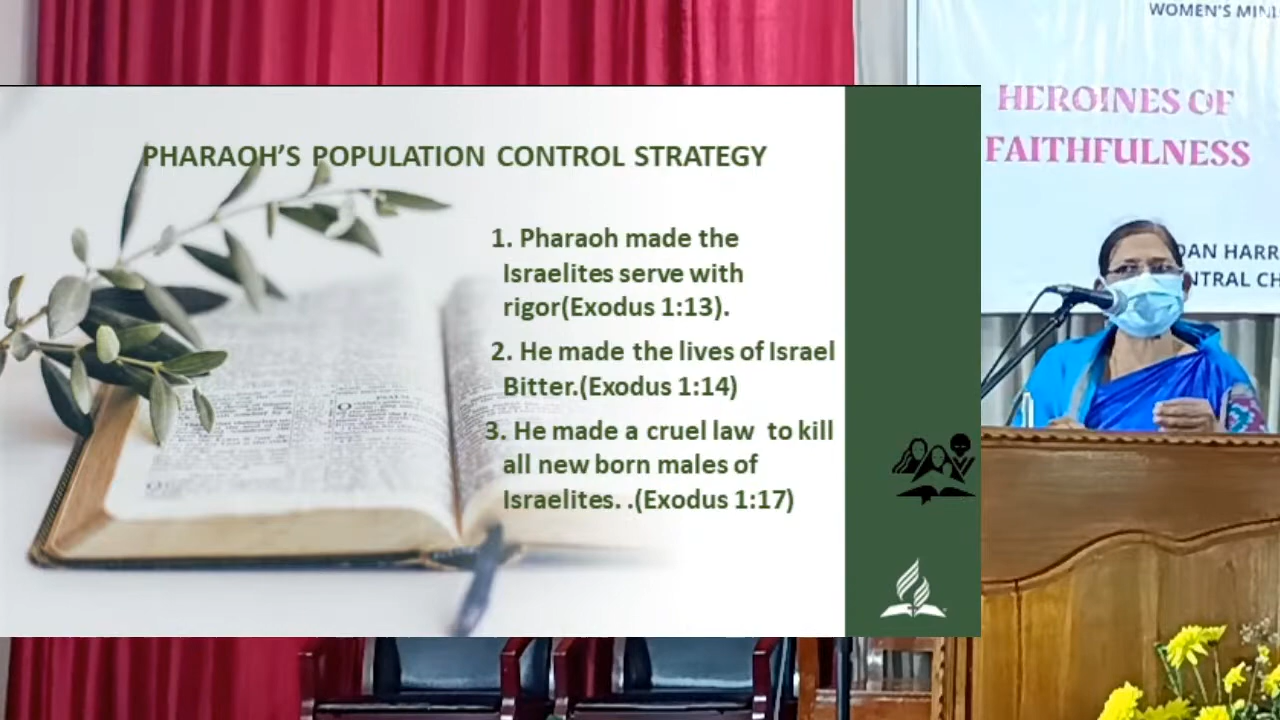 WOMEN'S MINI
HEROINES OF
FAITHFULNESS
DAN HARR
NTRAL CH
PHARAOH'S POPULATION CONTROL STRATEGY
1. Pharaoh made the
Israelites serve with
rigor(Exodus 1:13).
2. He made the lives of Israel
Bitter.(Exodus 1:14)
3. He made a cruel law to kill
all new born males of
Israelites. .(Exodus 1:17)